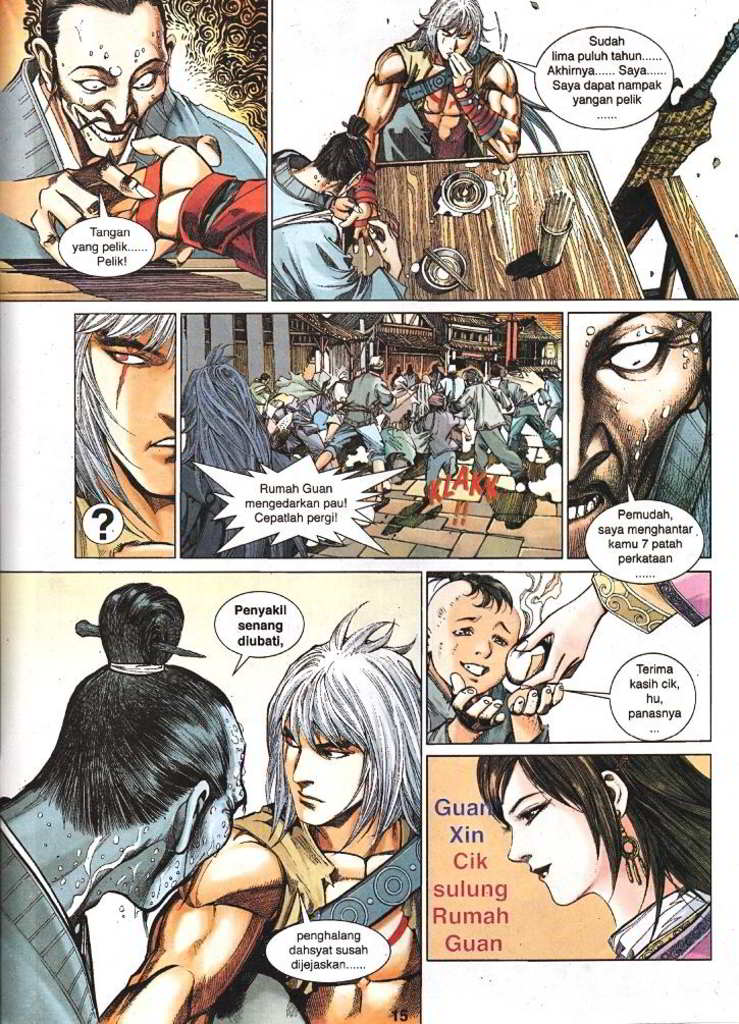 Tangan
yang pelik......
Pelik!
Sudah
lima puluh tahun......
Akhirnya...... Saya......
Saya dapat nampak
yangan pelik
......
?
Rumah Guan
mengedarkan pau!
Cepatlah pergi!
KLAKK
!!
Pemudah,
saya menghantar
kamu 7 patah
perkataan
......
Penyakil
senang
diubati,
penghalang
dahsyat susah
dijejaskan......
Terima
kasih cik,
hu,
panasnya
...
Guan
Xin
Cik
sulung
Rumah
Guan
15